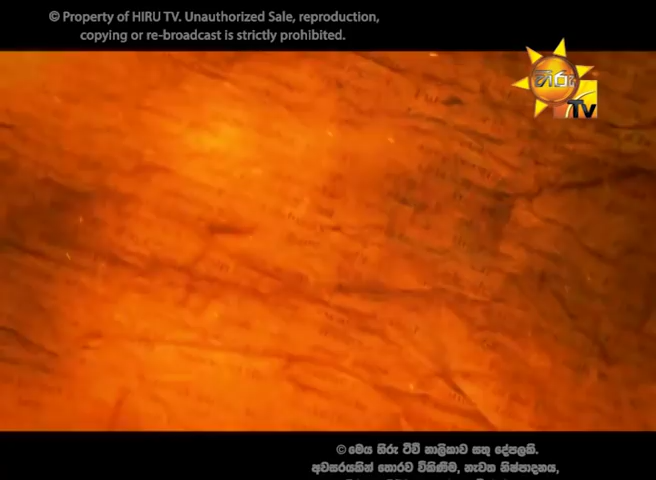 © Property of HIRU TV. Unauthorized Sale, reproduction,
copying or re-broadcast is strictly prohibited.
හිරු
TV
© මෙය හිරු ටීවී නාලිකාව සතු දේපලකි.
අවසරයකින් තොරව විකිණීම, නැවත නිෂ්පාදනය,